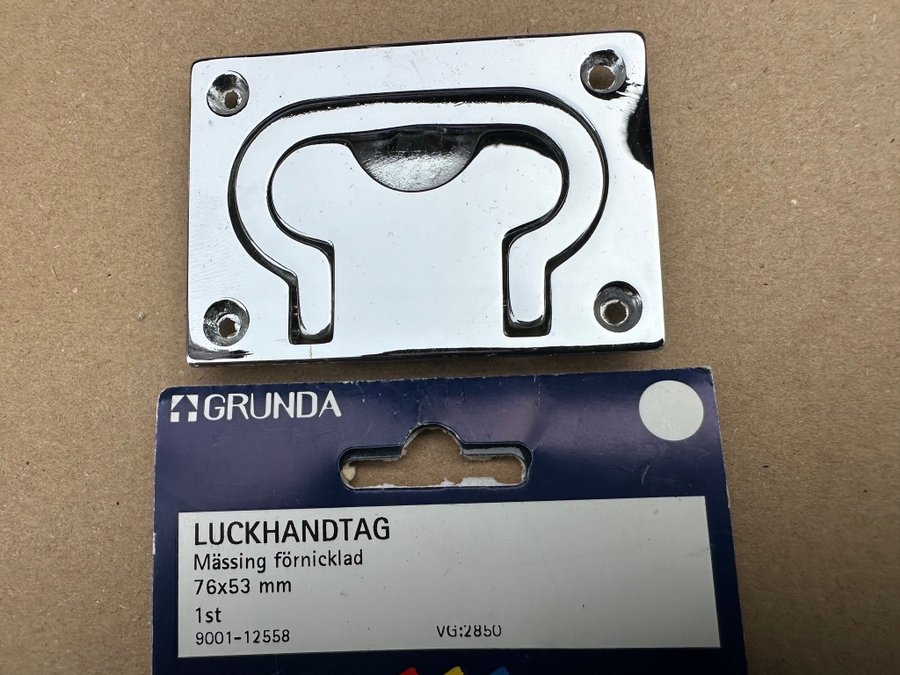 GRUNDA
LUCKHANDTAG
Mässing förnicklad
76x53 mm
1st
9001-12558 VG:2850